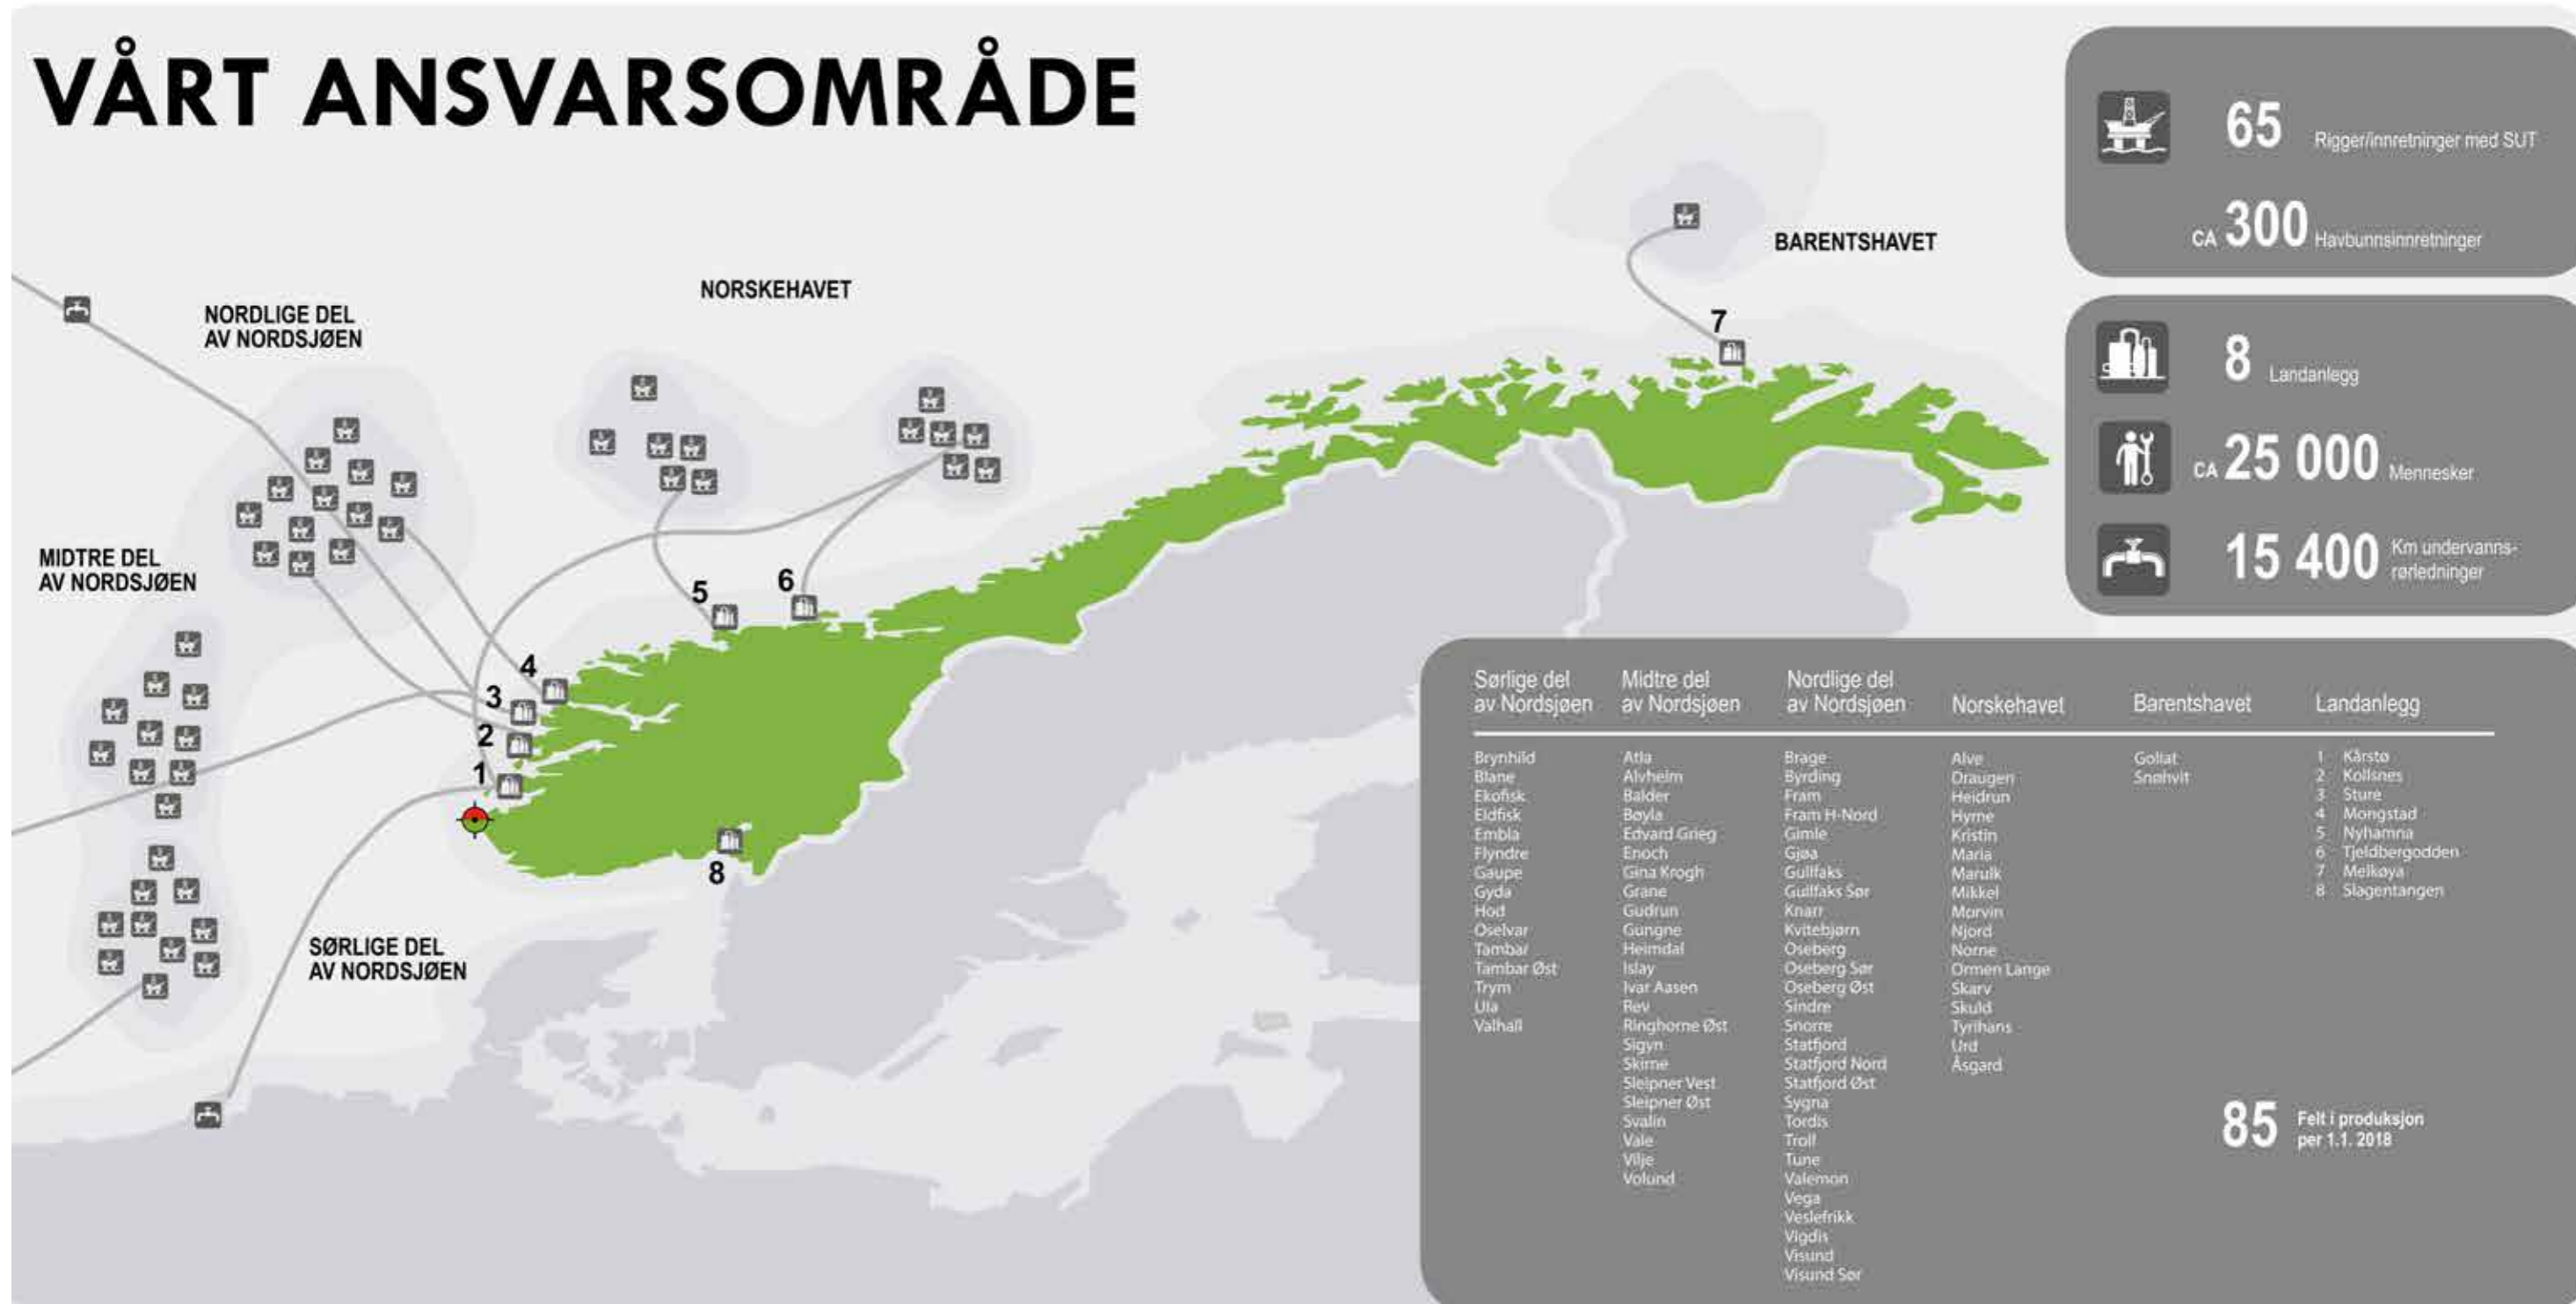 VÅRT ANSVARSOMRÅDE
65 Rigger/innretninger med SUT
CA 300 Havbunnsinnretninger
8 Landanlegg
CA 25 000 Mennesker
15 400 Km undervanns-
rørledninger
BARENTSHAVET
NORSKEHAVET
NORDLIGE DEL
AV NORDSJØEN
MIDTRE DEL
AV NORDSJØEN
SØRLIGE DEL
AV NORDSJØEN
7
6
5
4
3
2
1
8
Sørlige del
av Nordsjøen
Brynhild
Blane
Ekofisk
Eldfisk
Embla
Flyndre
Gaupe
Gyda
Hod
Oselvar
Tambar
Tambar Øst
Trym
Ula
Valhall
Midtre del
av Nordsjøen
Atla
Alvheim
Balder
Bøyla
Edvard Grieg
Enoch
Gina Krogh
Grane
Gudrun
Gungne
Heimdal
Islay
Ivar Aasen
Rev
Ringhorne Øst
Sigyn
Skirne
Sleipner Vest
Sleipner Øst
Svalin
Vale
Vilje
Volund
Nordlige del
av Nordsjøen
Brage
Byrding
Fram
Fram H-Nord
Gimle
Gjøa
Gullfaks
Gullfaks Sør
Knarr
Kvitebjørn
Oseberg
Oseberg Sør
Oseberg Øst
Sindre
Snorre
Statfjord
Statfjord Nord
Statfjord Øst
Sygna
Tordis
Troll
Tune
Valemon
Vega
Veslefrikk
Vigdis
Visund
Visund Sør
Norskehavet
Alve
Draugen
Heidrun
Hyme
Kristin
Maria
Marulk
Mikkel
Morvin
Njord
Norne
Ormen Lange
Skarv
Skuld
Tyrihans
Urd
Åsgard
Barentshavet
Goliat
Snøhvit
Landanlegg
1 Kårstø
2 Kollsnes
3 Sture
4 Mongstad
5 Nyhamna
6 Tjeldbergodden
7 Melkøya
8 Slagentangen
85 Felt i produksjon
per 1.1. 2018